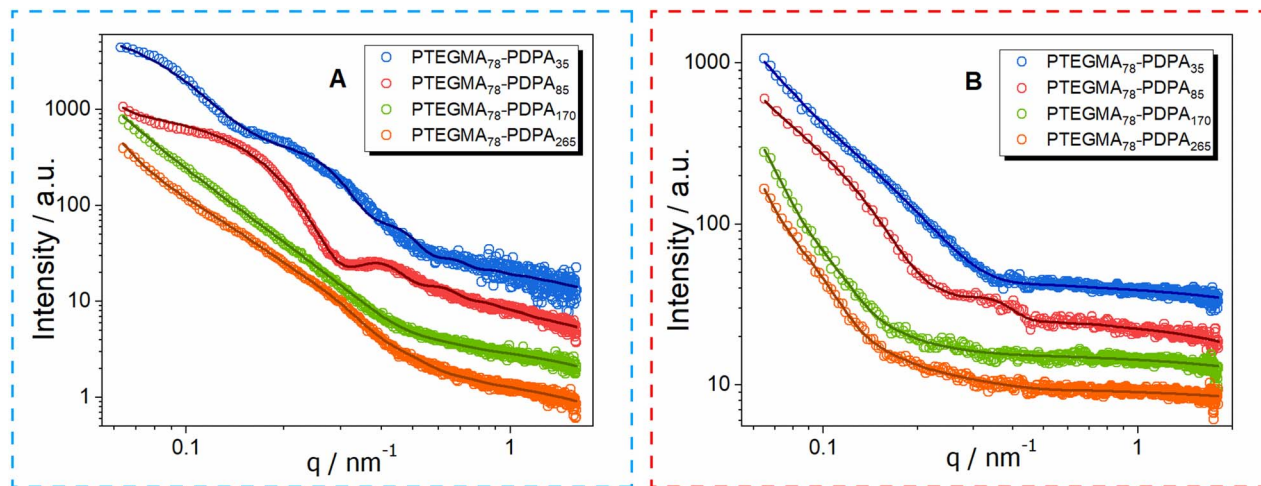 A
PTEGMA₇₈-PDPA₃₅
PTEGMA₇₈-PDPA₈₅
PTEGMA₇₈-PDPA₁₇₀
PTEGMA₇₈-PDPA₂₆₅
Intensity / a.u.
1000
100
10
1
0.1
1
q / nm⁻¹
B
PTEGMA₇₈-PDPA₃₅
PTEGMA₇₈-PDPA₈₅
PTEGMA₇₈-PDPA₁₇₀
PTEGMA₇₈-PDPA₂₆₅
Intensity / a.u.
1000
100
10
0.1
1
q / nm⁻¹